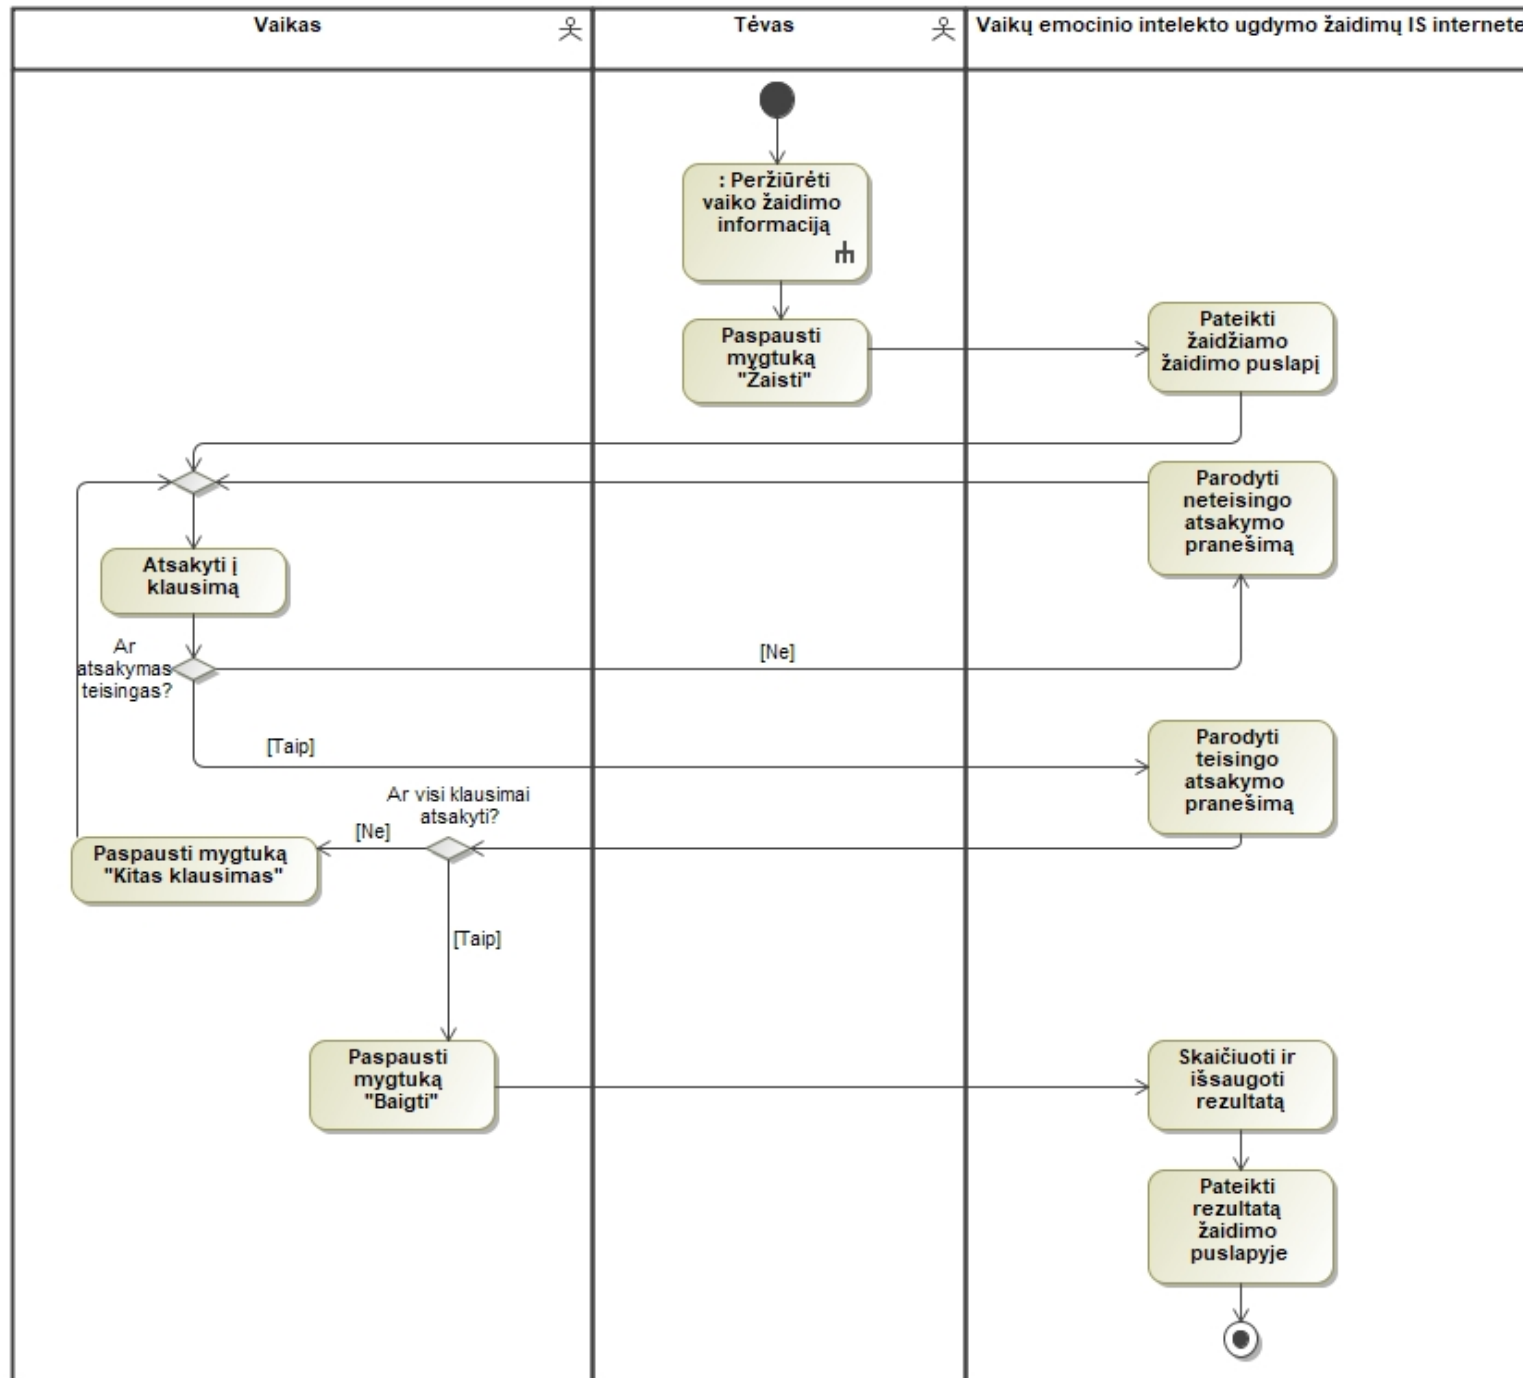 Vaikas
Tėvas
Vaikų emocinio intelekto ugdymo žaidimų IS internete
: Peržiūrėti
vaiko žaidimo
informaciją
Paspausti
mygtuką
"Žaisti"
Pateikti
žaidžiamo
žaidimo puslapį
Parodyti
neteisingo
atsakymo
pranešimą
Atsakyti į
klausimą
Ar
atsakymas
teisingas?
[Ne]
[Taip]
Parodyti
teisingo
atsakymo
pranešimą
Ar visi klausimai
atsakyti?
[Ne]
Paspausti mygtuką
"Kitas klausimas"
[Taip]
Paspausti
mygtuką
"Baigti"
Skaičiuoti ir
išsaugoti
rezultatą
Pateikti
rezultatą
žaidimo
puslapyje